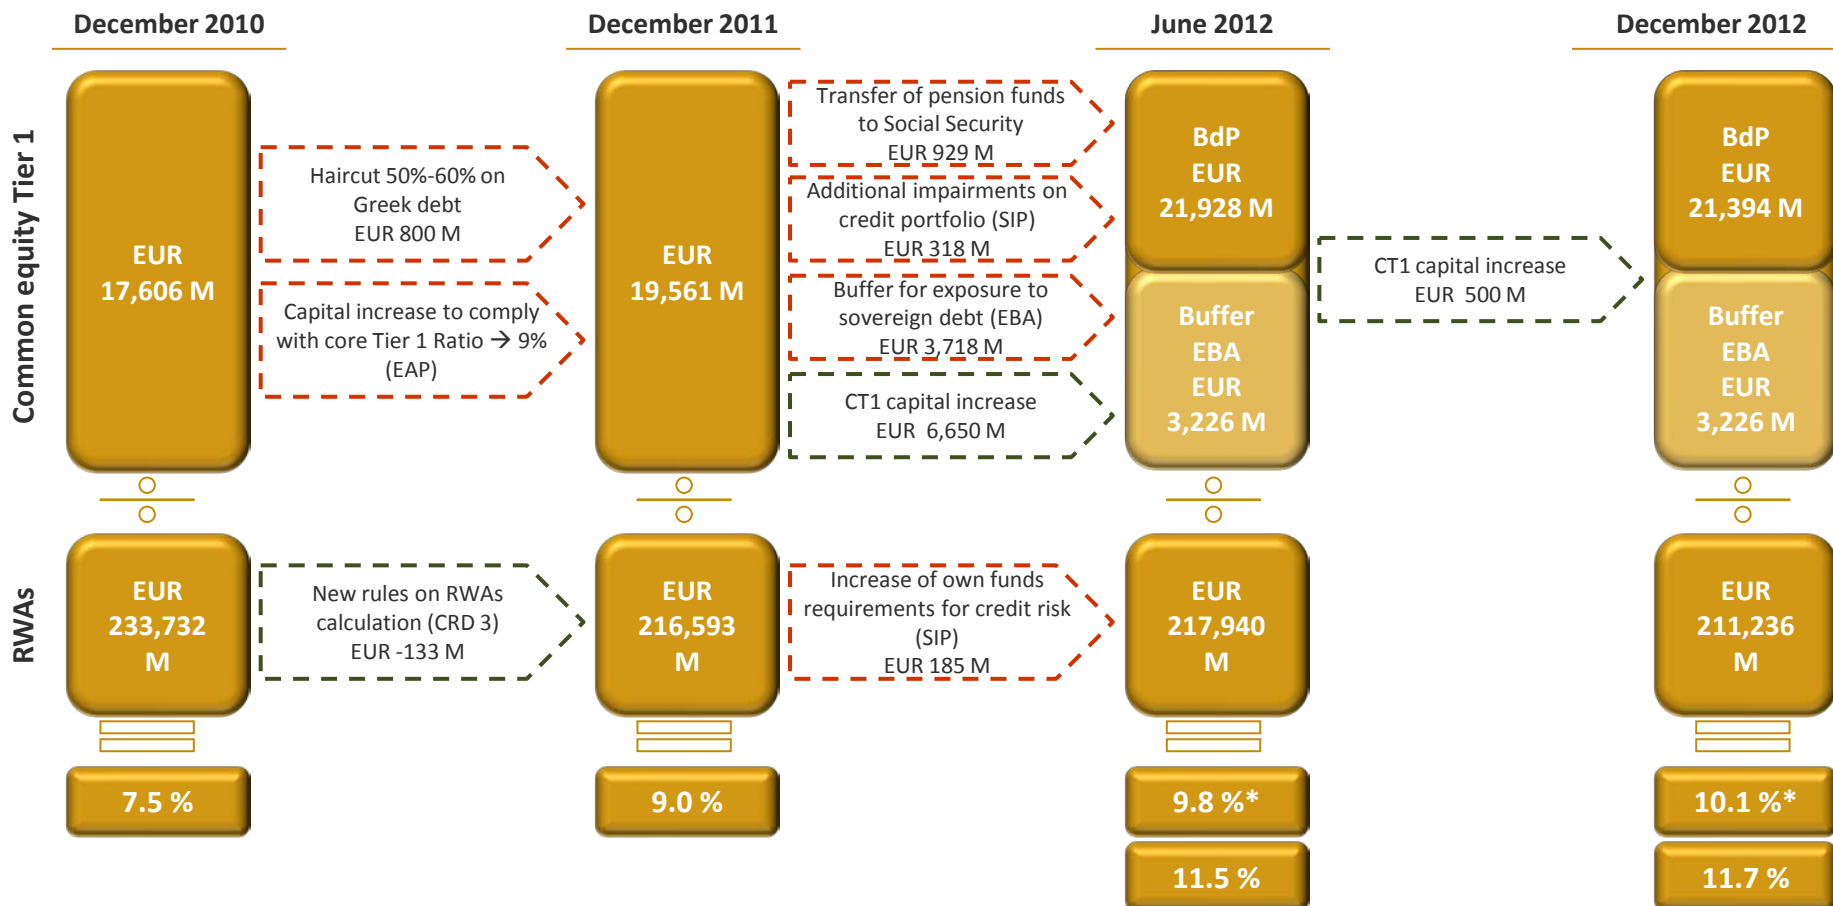 December 2010
December 2011
June 2012
December 2012
Common equity Tier 1
EUR
17,606 M
Haircut 50%-60% on
Greek debt
EUR 800 M
Capital increase to comply
with core Tier 1 Ratio → 9%
(EAP)
EUR
19,561 M
Transfer of pension funds
to Social Security
EUR 929 M
Additional impairments on
credit portfolio (SIP)
EUR 318 M
Buffer for exposure to
sovereign debt (EBA)
EUR 3,718 M
CT1 capital increase
EUR 6,650 M
BdP
EUR
21,928 M
Buffer
EBA
EUR
3,226 M
CT1 capital increase
EUR 500 M
BdP
EUR
21,394 M
Buffer
EBA
EUR
3,226 M
RWAs
EUR
233,732
M
New rules on RWAs
calculation (CRD 3)
EUR -133 M
EUR
216,593
M
Increase of own funds
requirements for credit risk
(SIP)
EUR 185 M
EUR
217,940
M
EUR
211,236
M
7.5 %
9.0 %
9.8 %*
10.1 %*
11.5 %
11.7 %